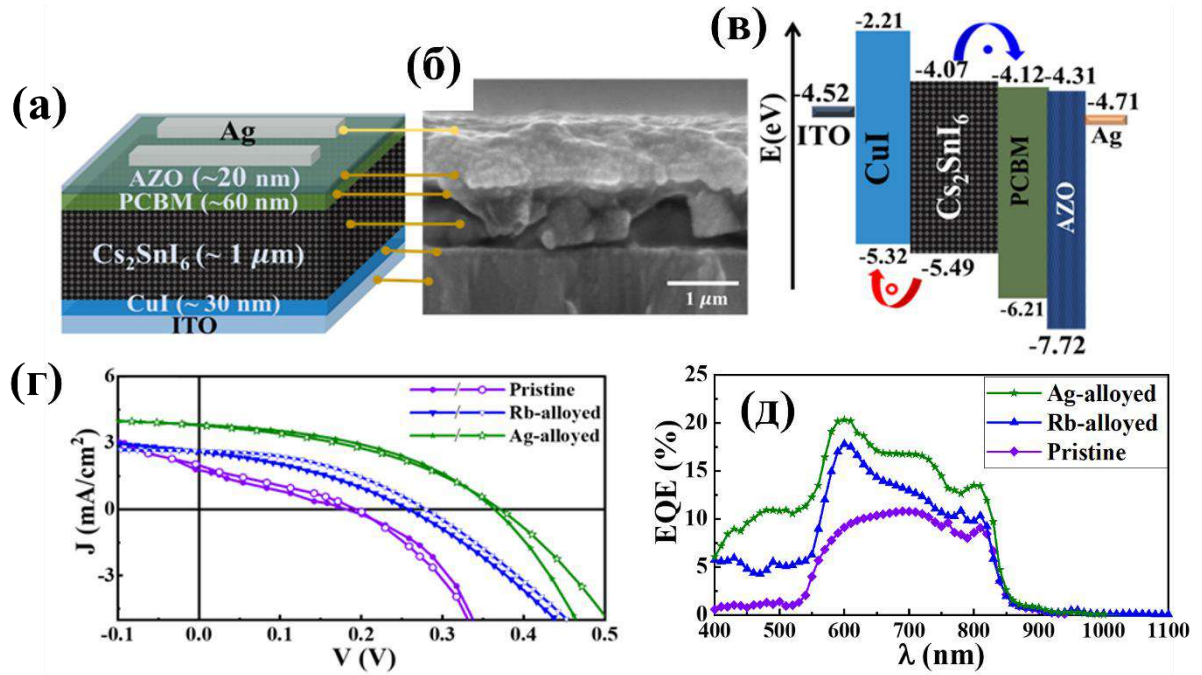 (а)
Ag
AZO (~20 nm)
PCBM (~60 nm)
Cs₂SnI₆ (~ 1 μm)
CuI (~ 30 nm)
ITO
(б)
1 μm
(в)
E(eV)
-4.52
ITO
-2.21
CuI
-5.32
-4.07
Cs₂SnI₆
-5.49
-4.12
PCBM
-6.21
-4.31
AZO
-7.72
-4.71
Ag
(г)
J (mA/cm²)
6
3
0
-3
-0.1 0.0 0.1 0.2 0.3 0.4 0.5
V (V)
Pristine
Rb-alloyed
Ag-alloyed
(д)
EQE (%)
25
20
15
10
5
0
400 500 600 700 800 900 1000 1100
λ (nm)
Ag-alloyed
Rb-alloyed
Pristine